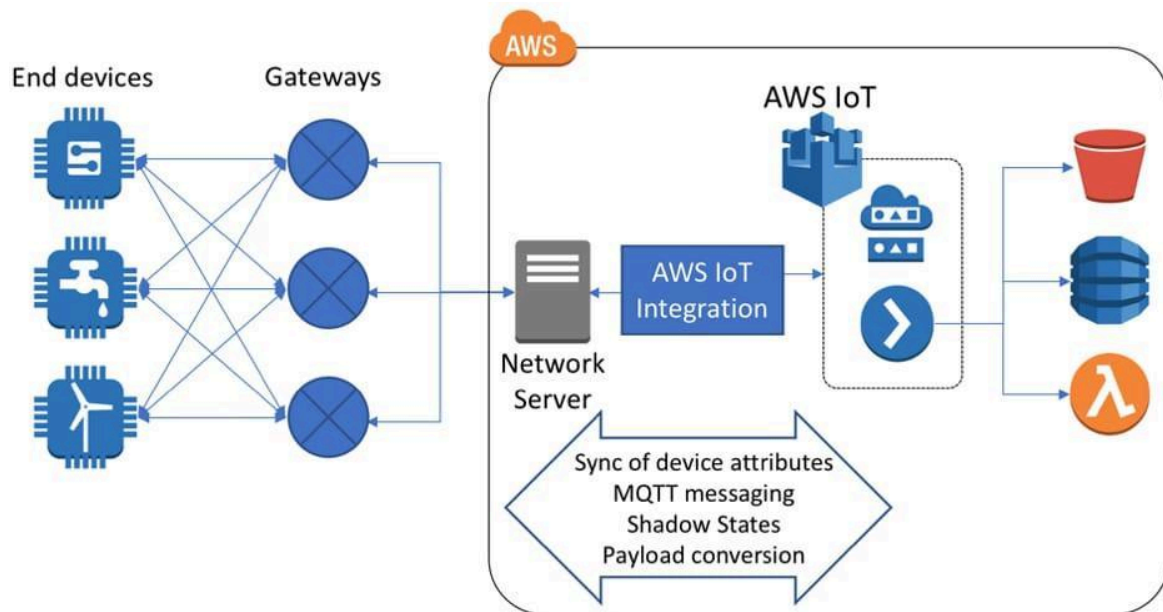 AWS
End devices
Gateways
AWS IoT
AWS IoT
Integration
Network
Server
Sync of device attributes
MQTT messaging
Shadow States
Payload conversion